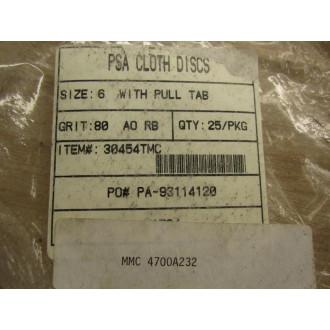 PSA CLOTH DISCS
SIZE: 6 WITH PULL TAB
GRIT: 80 AO RB QTY: 25/PKG
ITEM#: 30454TMC
PO# PA-93114120
MMC 4700A232